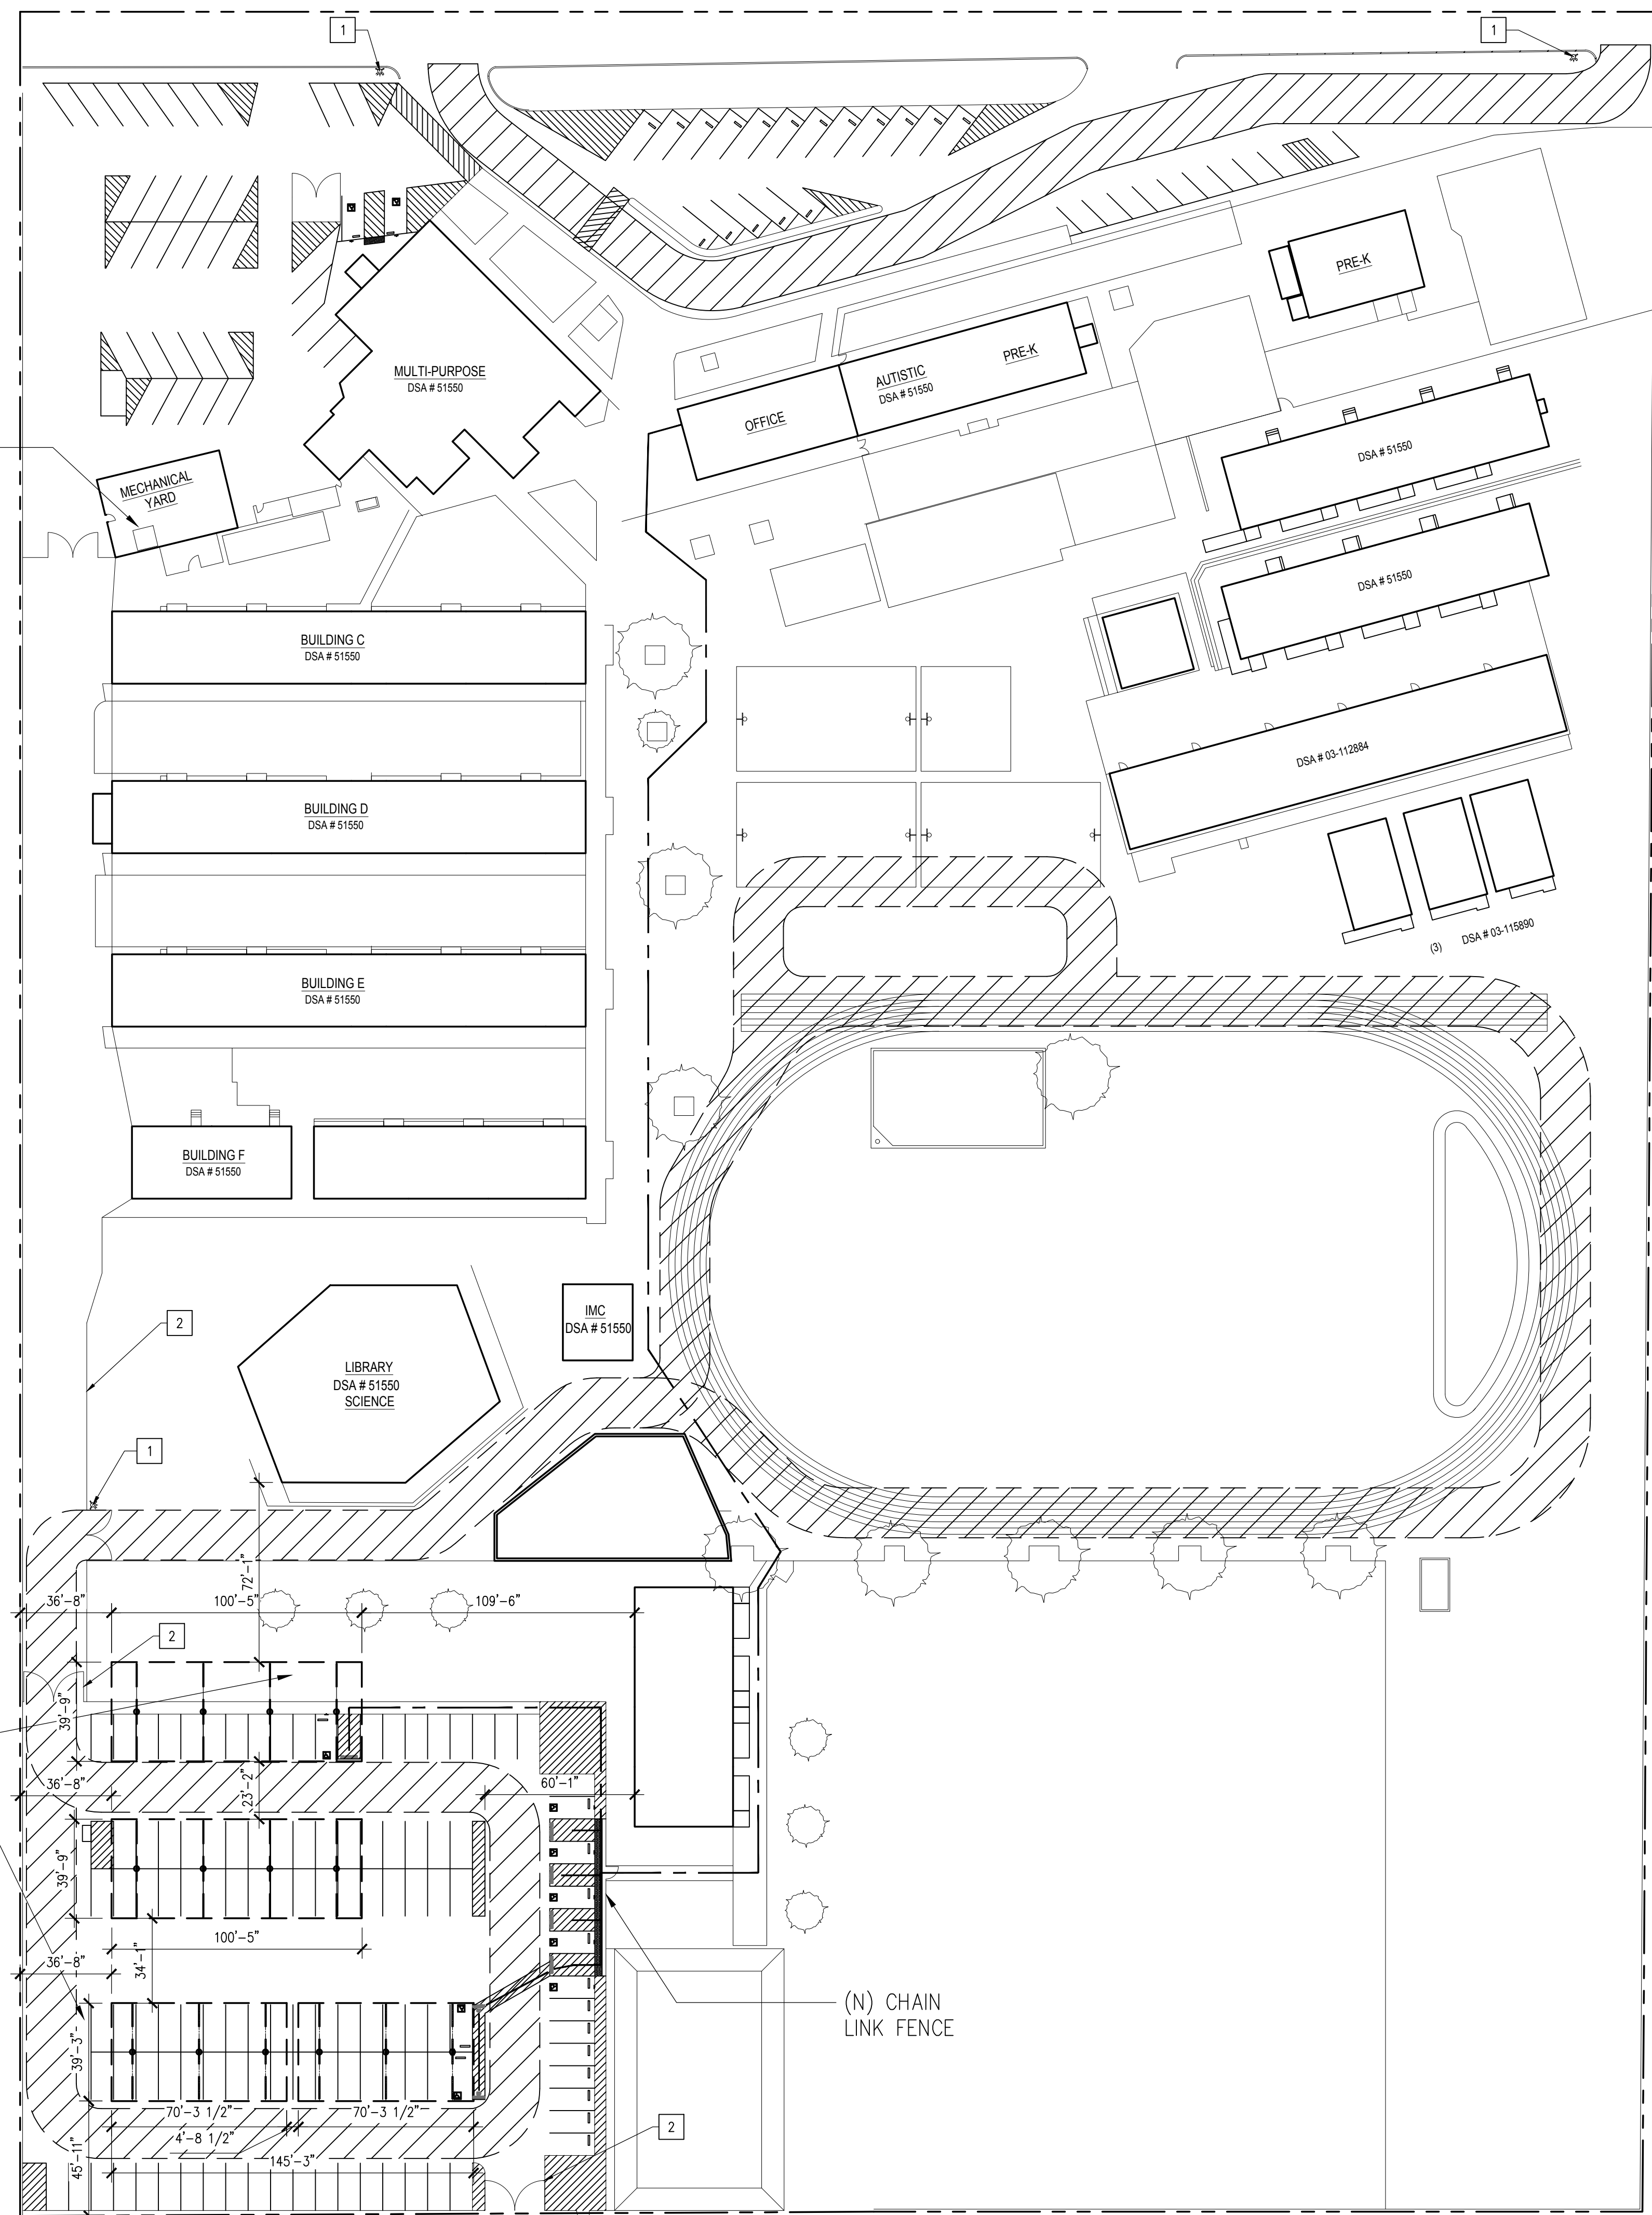 1
1
PRE-K
MULTI-PURPOSE
DSA # 51550
AUTISTIC
DSA # 51550
PRE-K
OFFICE
DSA # 51550
MECHANICAL
YARD
DSA # 51550
BUILDING C
DSA # 51550
DSA # 03-112884
BUILDING D
DSA # 51550
(3) DSA # 03-115890
BUILDING E
DSA # 51550
BUILDING F
DSA # 51550
2
IMC
DSA # 51550
LIBRARY
DSA # 51550
SCIENCE
1
72'-1"
36'-8"
100'-5"
109'-6"
2
39'-9"
36'-8"
23'-2"
60'-1"
39'-9"
100'-5"
36'-8"
34'-1"
(N) CHAIN
LINK FENCE
39'-3"
70'-3 1/2"
70'-3 1/2"
4'-8 1/2"
2
45'-11"
145'-3"